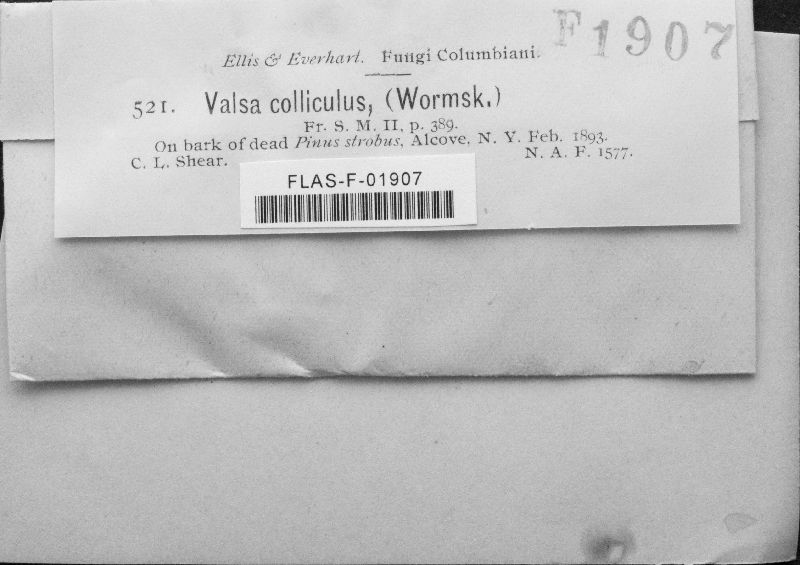 F 1907
Ellis & Everhart. Fungi Columbiani.
521. Valsa colliculus, (Wormsk.)
Fr. S. M. II, p. 389.
On bark of dead Pinus strobus, Alcove, N. Y. Feb. 1893.
C. L. Shear. N. A. F. 1577.
FLAS-F-01907